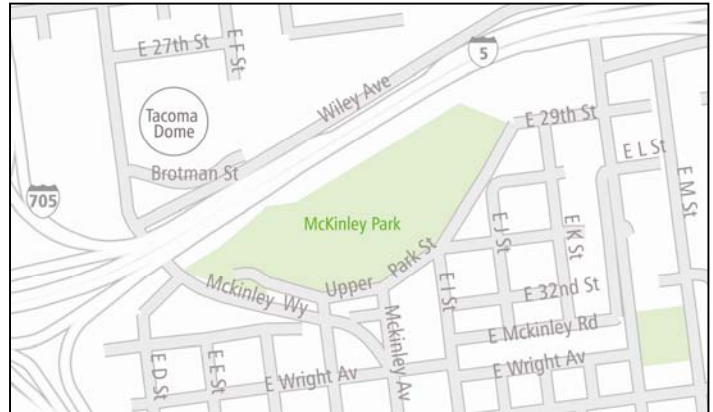 E 27th St
E F St
5
Wiley Ave
Tacoma
Dome
E 29th St
E L St
Brotman St
E M St
705
McKinley Park
E J St
E K St
Upper Park St
E I St
Mckinley Wy
E 32nd St
Mckinley Av
E Mckinley Rd
E D St
E E St
E Wright Av
E Wright Av